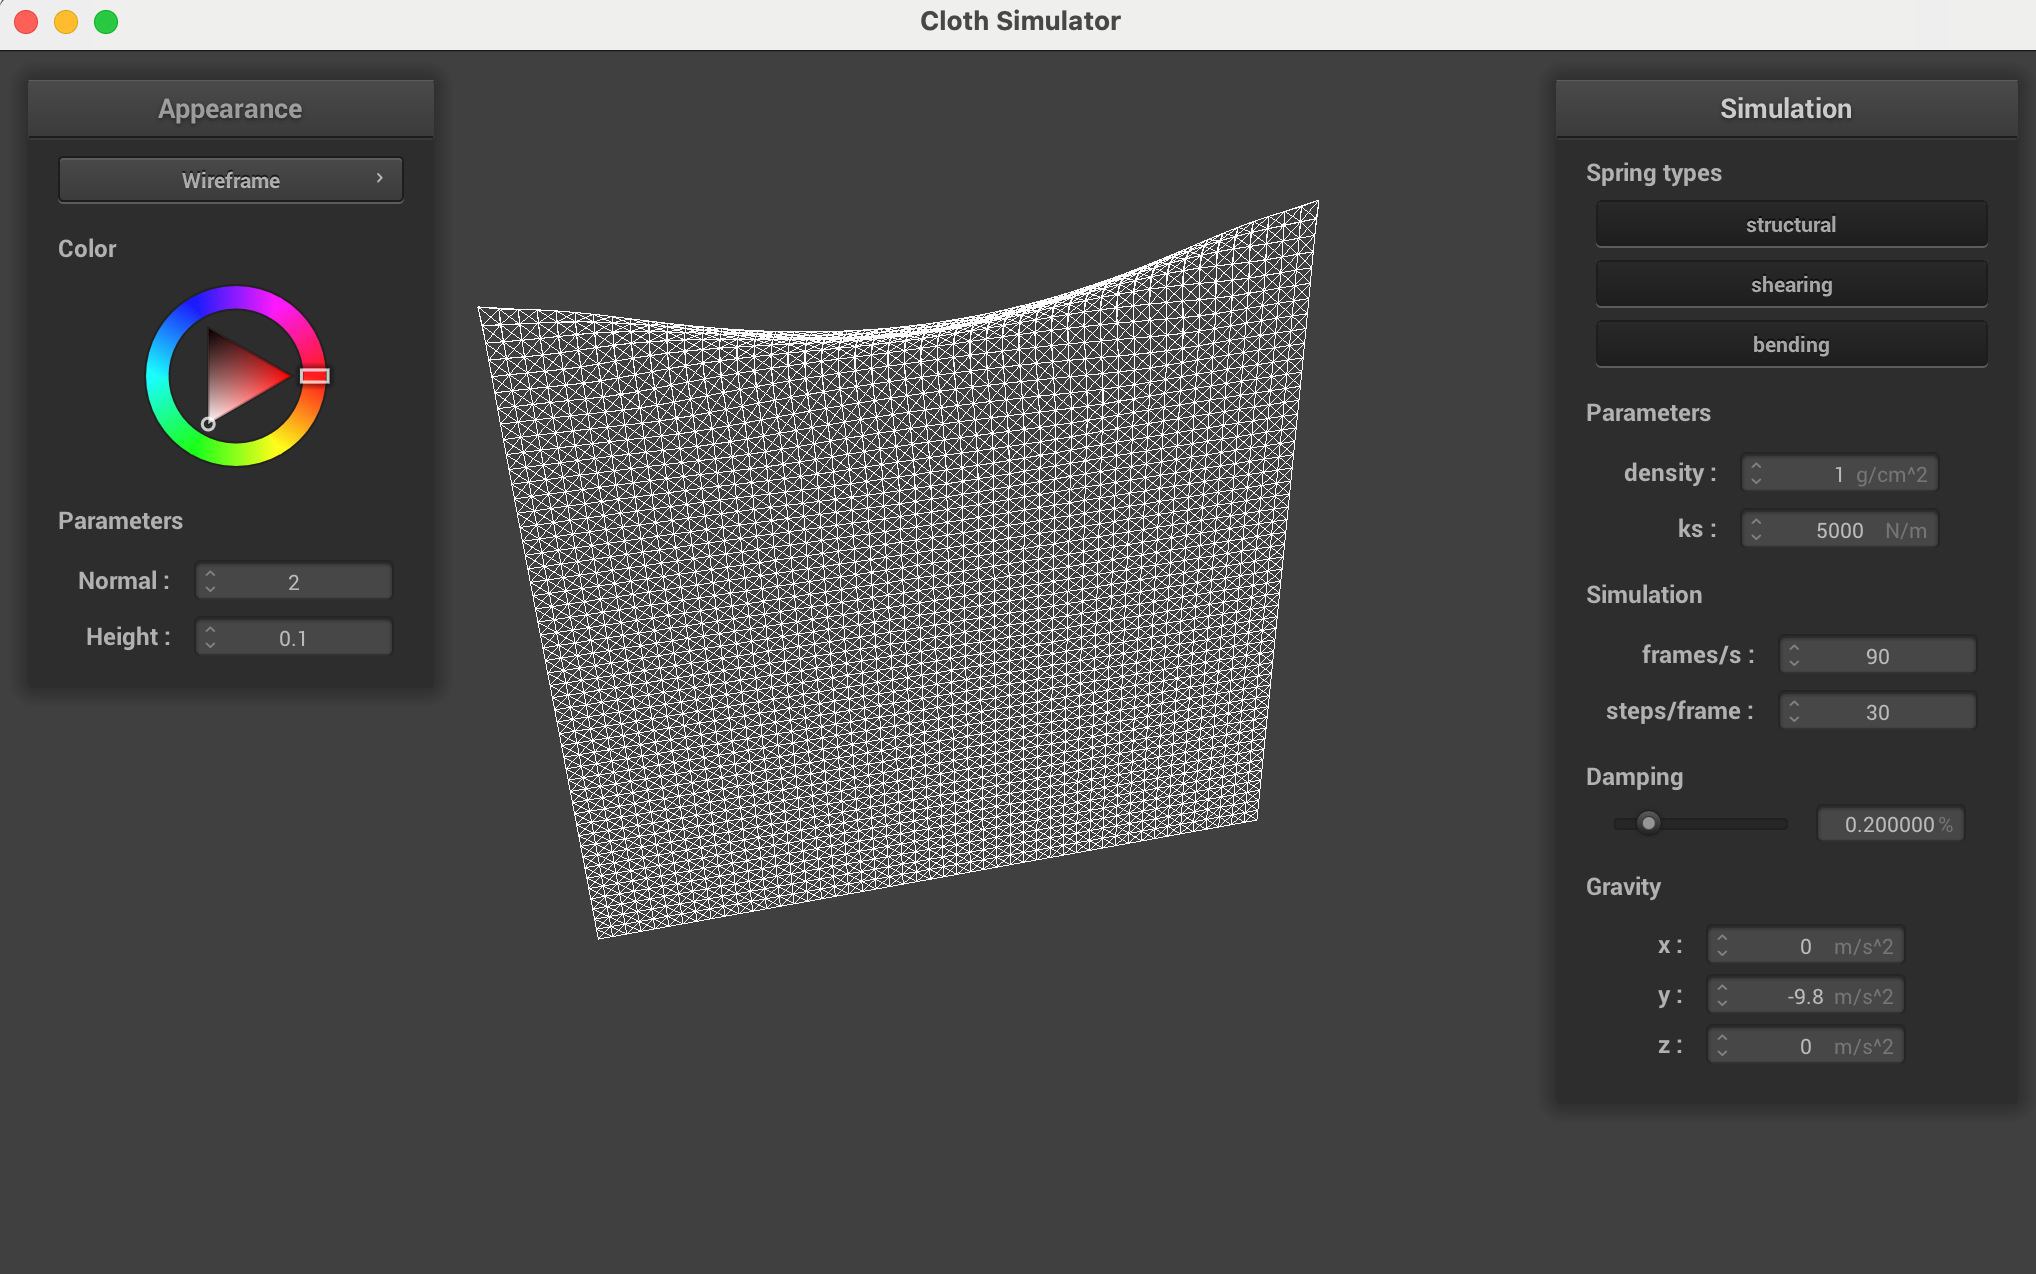 Cloth Simulator
Appearance
Wireframe
Color
Parameters
Normal : 2
Height : 0.1
Simulation
Spring types
structural
shearing
bending
Parameters
density : 1 g/cm^2
ks : 5000 N/m
Simulation
frames/s : 90
steps/frame : 30
Damping
0.200000 %
Gravity
x : 0 m/s^2
y : -9.8 m/s^2
z : 0 m/s^2